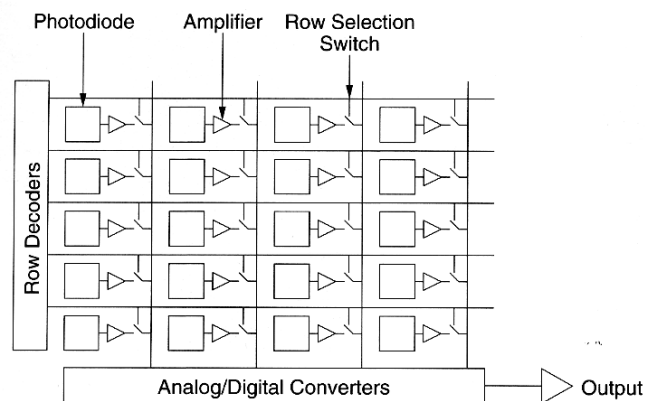 Photodiode
Amplifier
Row Selection
Switch
Row Decoders
Analog/Digital Converters
Output